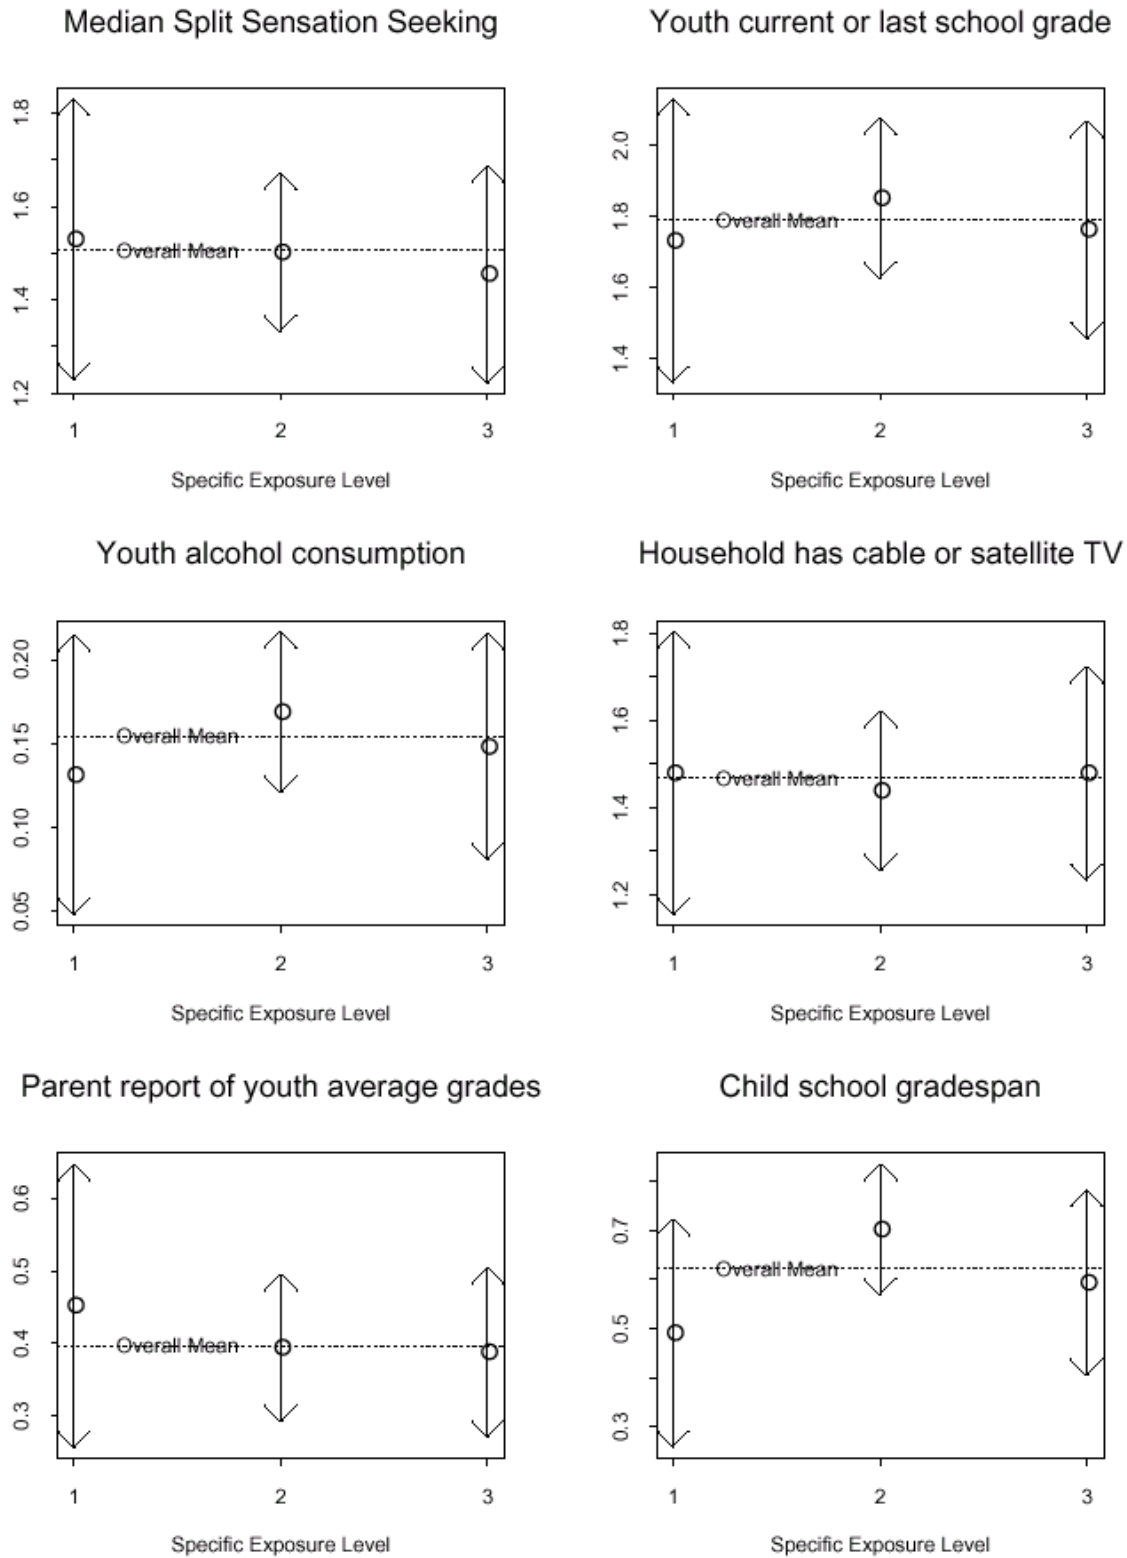 Median Split Sensation Seeking
1.8
1.6
1.4
1.2
Overall Mean
1 2 3
Specific Exposure Level
Youth current or last school grade
2.0
1.8
1.6
1.4
Overall Mean
1 2 3
Specific Exposure Level
Youth alcohol consumption
0.20
0.15
0.10
0.05
Overall Mean
1 2 3
Specific Exposure Level
Household has cable or satellite TV
1.8
1.6
1.4
1.2
Overall Mean
1 2 3
Specific Exposure Level
Parent report of youth average grades
0.6
0.5
0.4
0.3
Overall Mean
1 2 3
Specific Exposure Level
Child school gradespan
0.7
0.5
0.3
Overall Mean
1 2 3
Specific Exposure Level